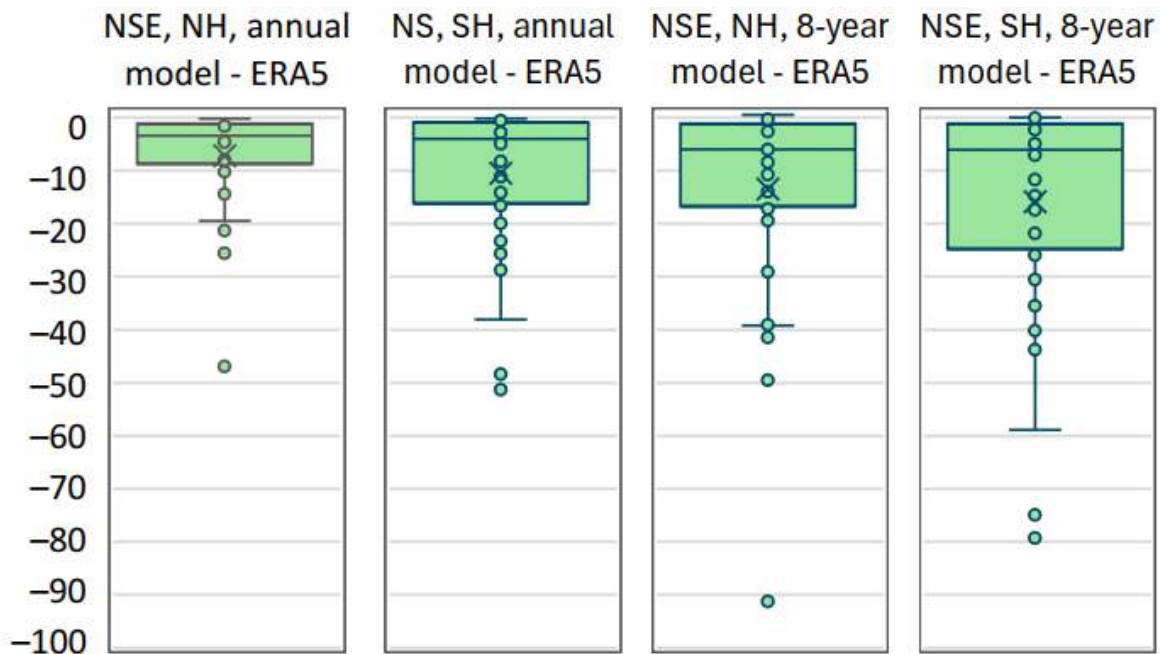 NSE, NH, annual
model - ERA5
NS, SH, annual
model - ERA5
NSE, NH, 8-year
model - ERA5
NSE, SH, 8-year
model - ERA5
0
−10
−20
−30
−40
−50
−60
−70
−80
−90
−100